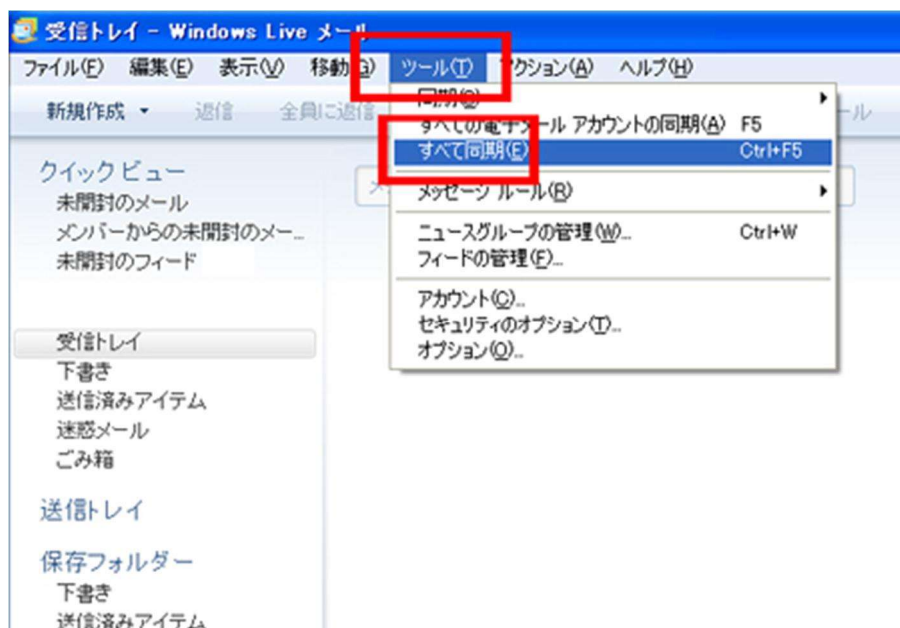 受信トレイ - Windows Live メール
ファイル(F) 編集(E) 表示(V) 移動(G) ツール(T) アクション(A) ヘルプ(H)
新規作成 返信 全員に返信
同期(S)
すべての電子メール アカウントの同期(A) F5
すべて同期(E) Ctrl+F5
メッセージ ルール(R)
ニュースグループの管理(W)... Ctrl+W
フィードの管理(F)...
アカウント(C)...
セキュリティのオプション(T)...
オプション(O)...
クイック ビュー
未開封のメール
メンバーからの未開封のメー...
未開封のフィード
受信トレイ
下書き
送信済みアイテム
迷惑メール
ごみ箱
送信トレイ
保存フォルダー
下書き
送信済みアイテム